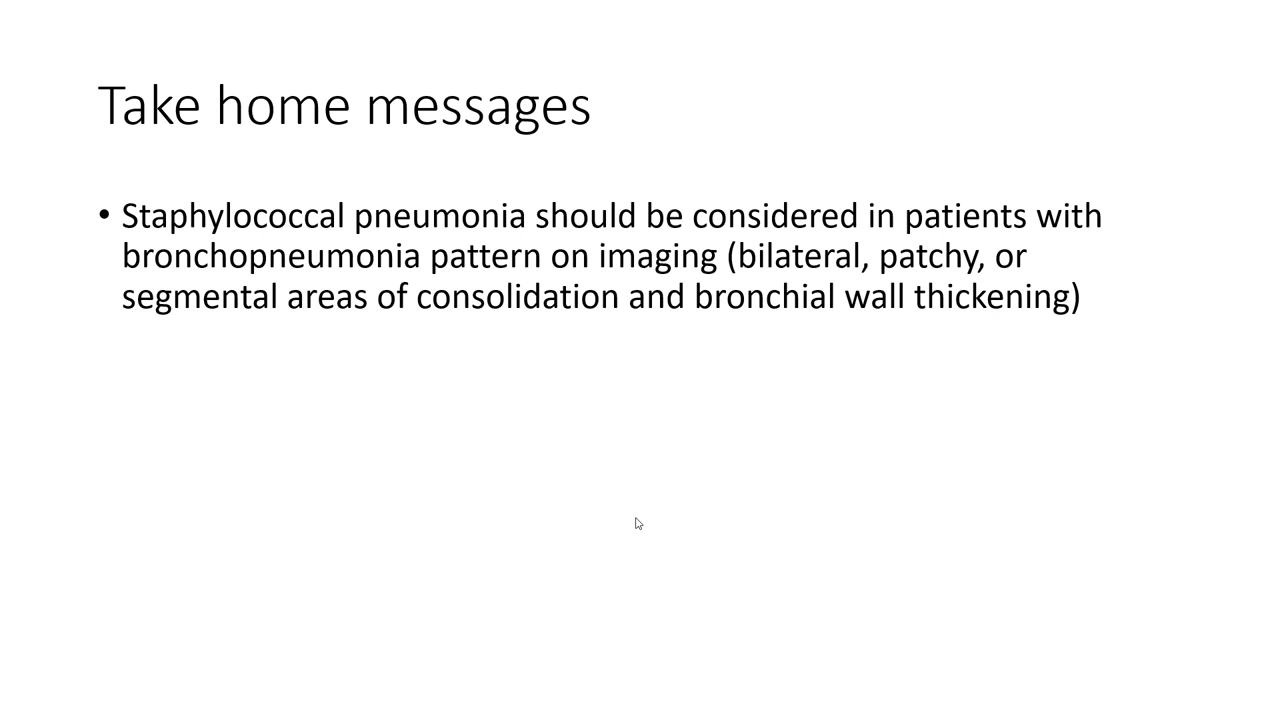 Take home messages
• Staphylococcal pneumonia should be considered in patients with
bronchopneumonia pattern on imaging (bilateral, patchy, or
segmental areas of consolidation and bronchial wall thickening)